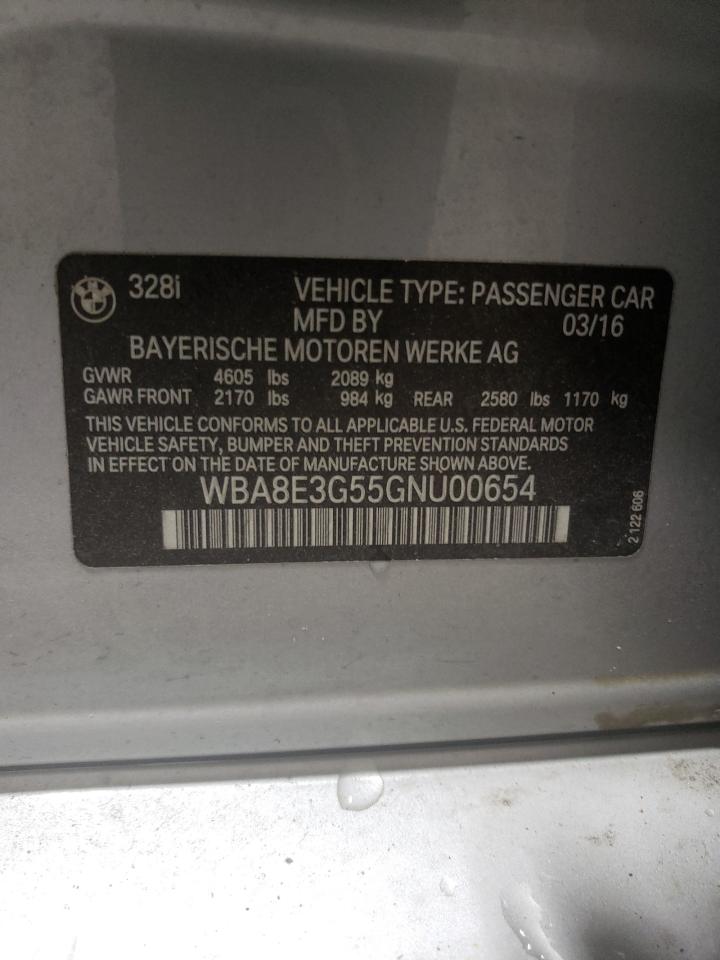 328i VEHICLE TYPE: PASSENGER CAR
MFD BY 03/16
BAYERISCHE MOTOREN WERKE AG
GVWR 4605 lbs 2089 kg
GAWR FRONT 2170 lbs 984 kg REAR 2580 lbs 1170 kg
THIS VEHICLE CONFORMS TO ALL APPLICABLE U.S. FEDERAL MOTOR
VEHICLE SAFETY, BUMPER AND THEFT PREVENTION STANDARDS
IN EFFECT ON THE DATE OF MANUFACTURE SHOWN ABOVE.
WBA8E3G55GNU00654
2 122 606